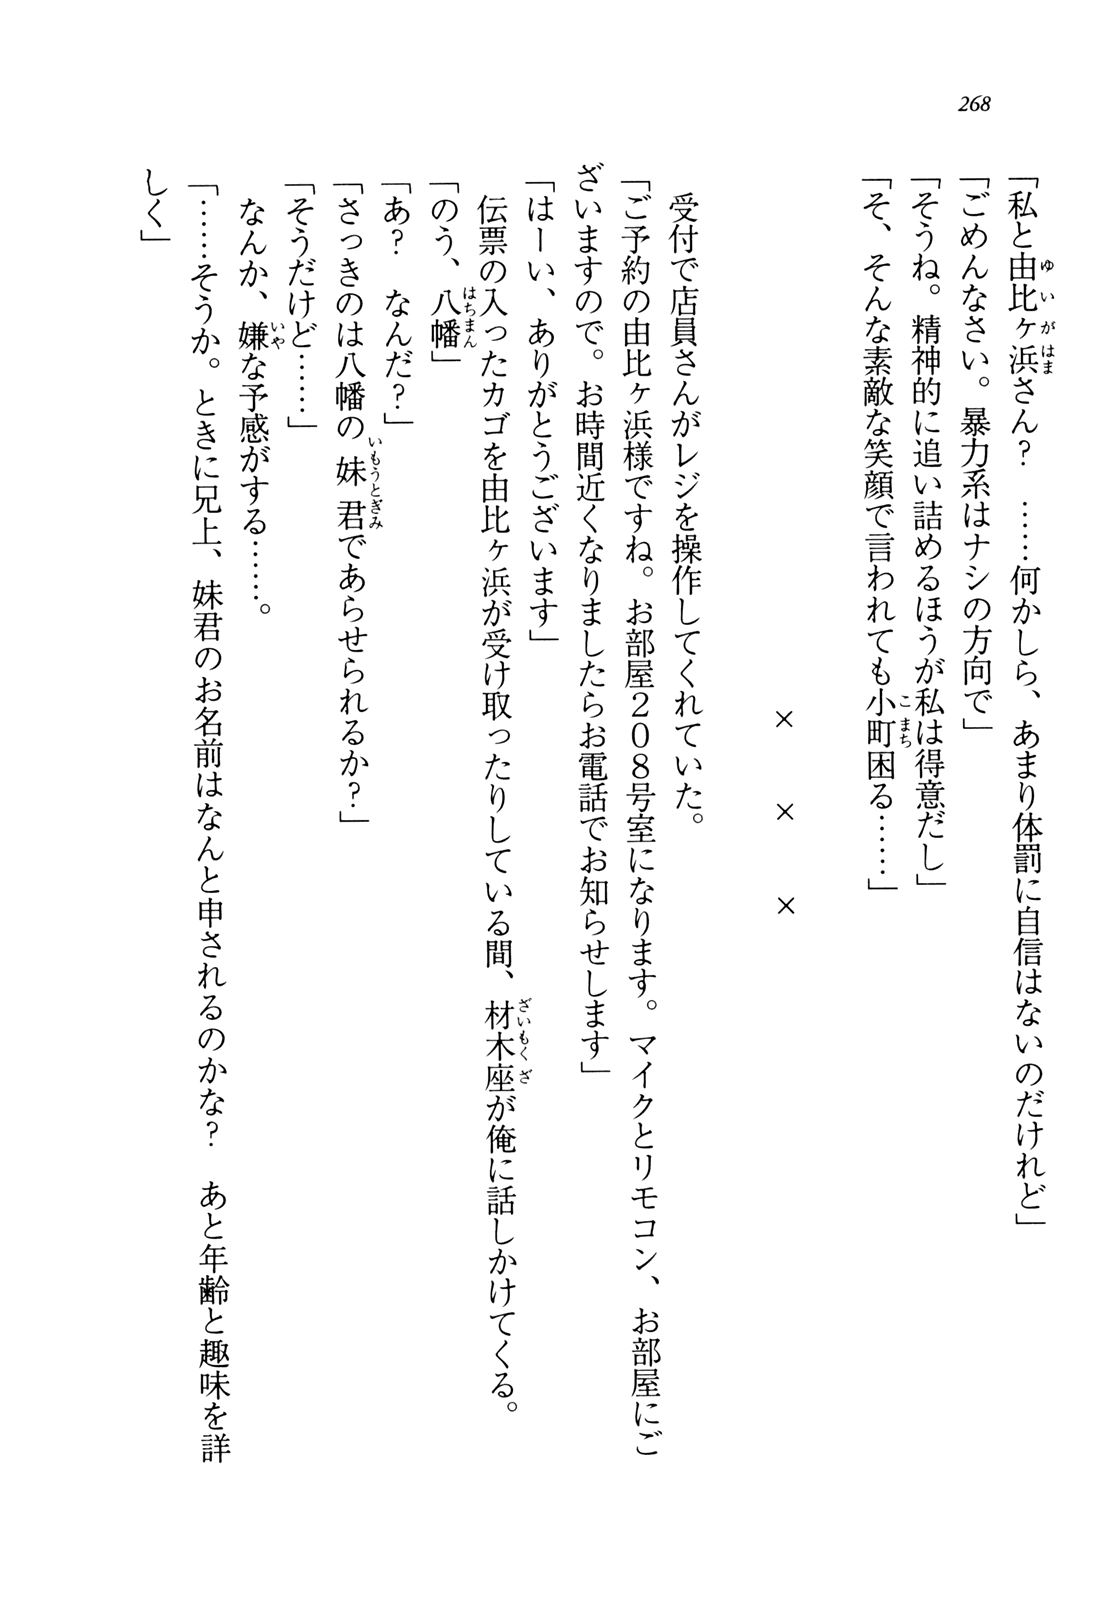 268
「私と由比ヶ浜さん？　……何かしら、あまり体罰に自信はないのだけれど」
「ごめんなさい。暴力系はナシの方向で」
「そうね。精神的に追い詰めるほうが私は得意だし」
「そ、そんな素敵な笑顔で言われても小町困る……」
×　×　×
　受付で店員さんがレジを操作してくれていた。
「ご予約の由比ヶ浜様ですね。お部屋２０８号室になります。マイクとリモコン、お部屋にご
ざいますので。お時間近くなりましたらお電話でお知らせします」
「はーい、ありがとうございます」
　伝票の入ったカゴを由比ヶ浜が受け取ったりしている間、材木座が俺に話しかけてくる。
「のう、八幡」
「あ？　なんだ？」
「さっきのは八幡の妹君であらせられるか？」
「そうだけど……」
　なんか、嫌な予感がする……。
「……そうか。ときに兄上、妹君のお名前はなんと申されるのかな？　あと年齢と趣味を詳
しく」